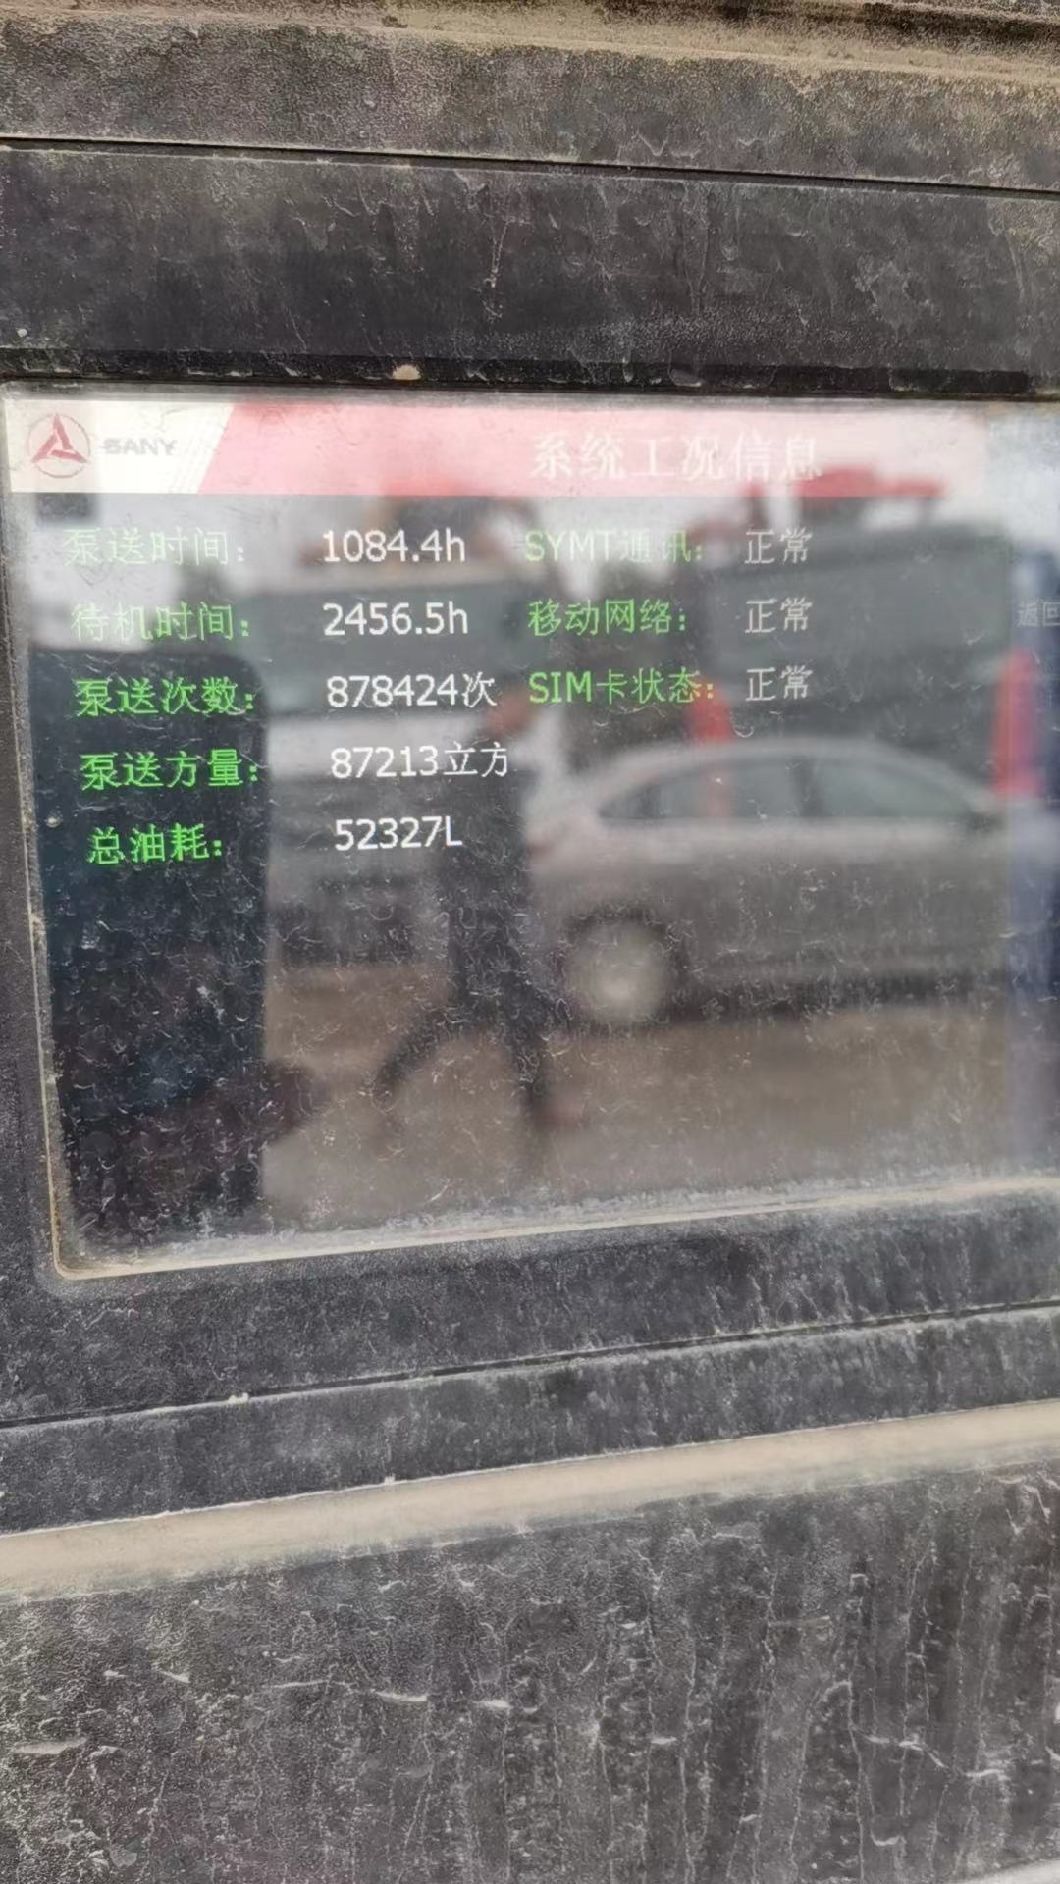 SANY
系统工况信息
泵送时间: 1084.4h SYMT通讯: 正常
待机时间: 2456.5h 移动网络: 正常
返回
泵送次数: 878424次 SIM卡状态: 正常
泵送方量: 87213立方
总油耗: 52327L